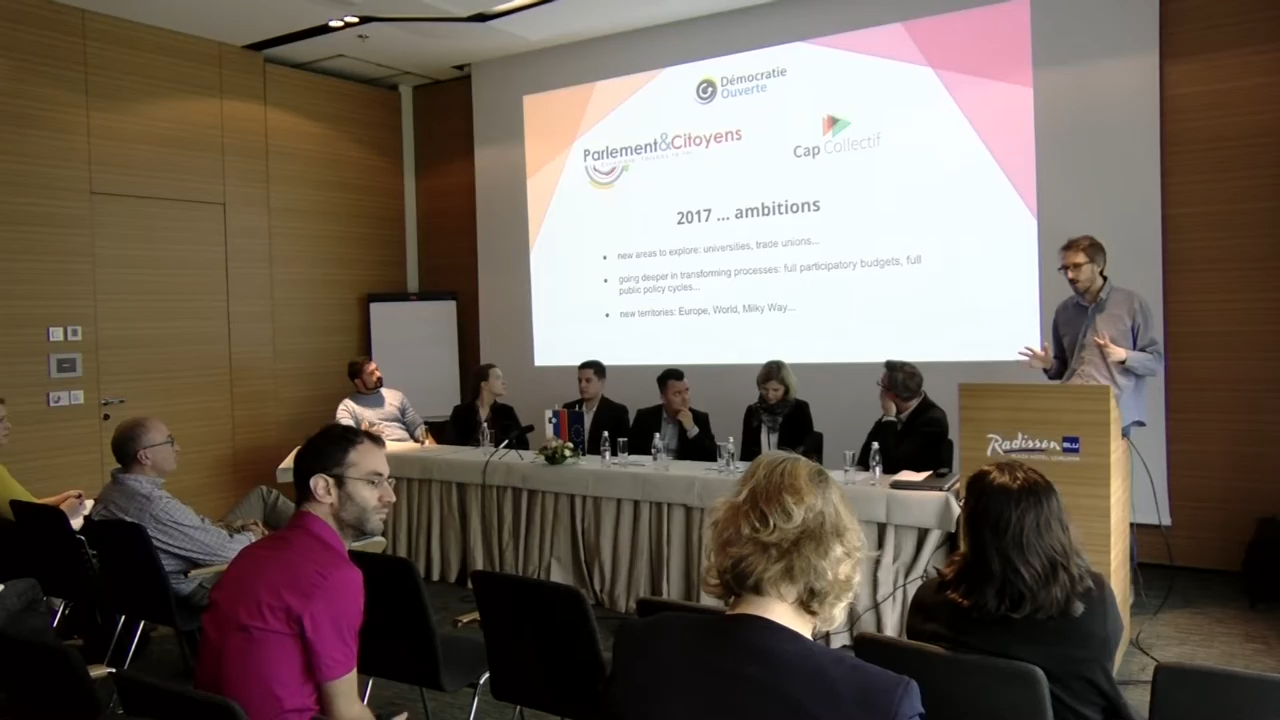 Démocratie
Ouverte
Parlement&Citoyens
Cap Collectif
2017 ... ambitions
new areas to explore: universities, trade unions...
going deeper in transforming processes: full participatory budgets, full
public policy cycles...
new territories: Europe, World, Milky Way...
Radisson BLU